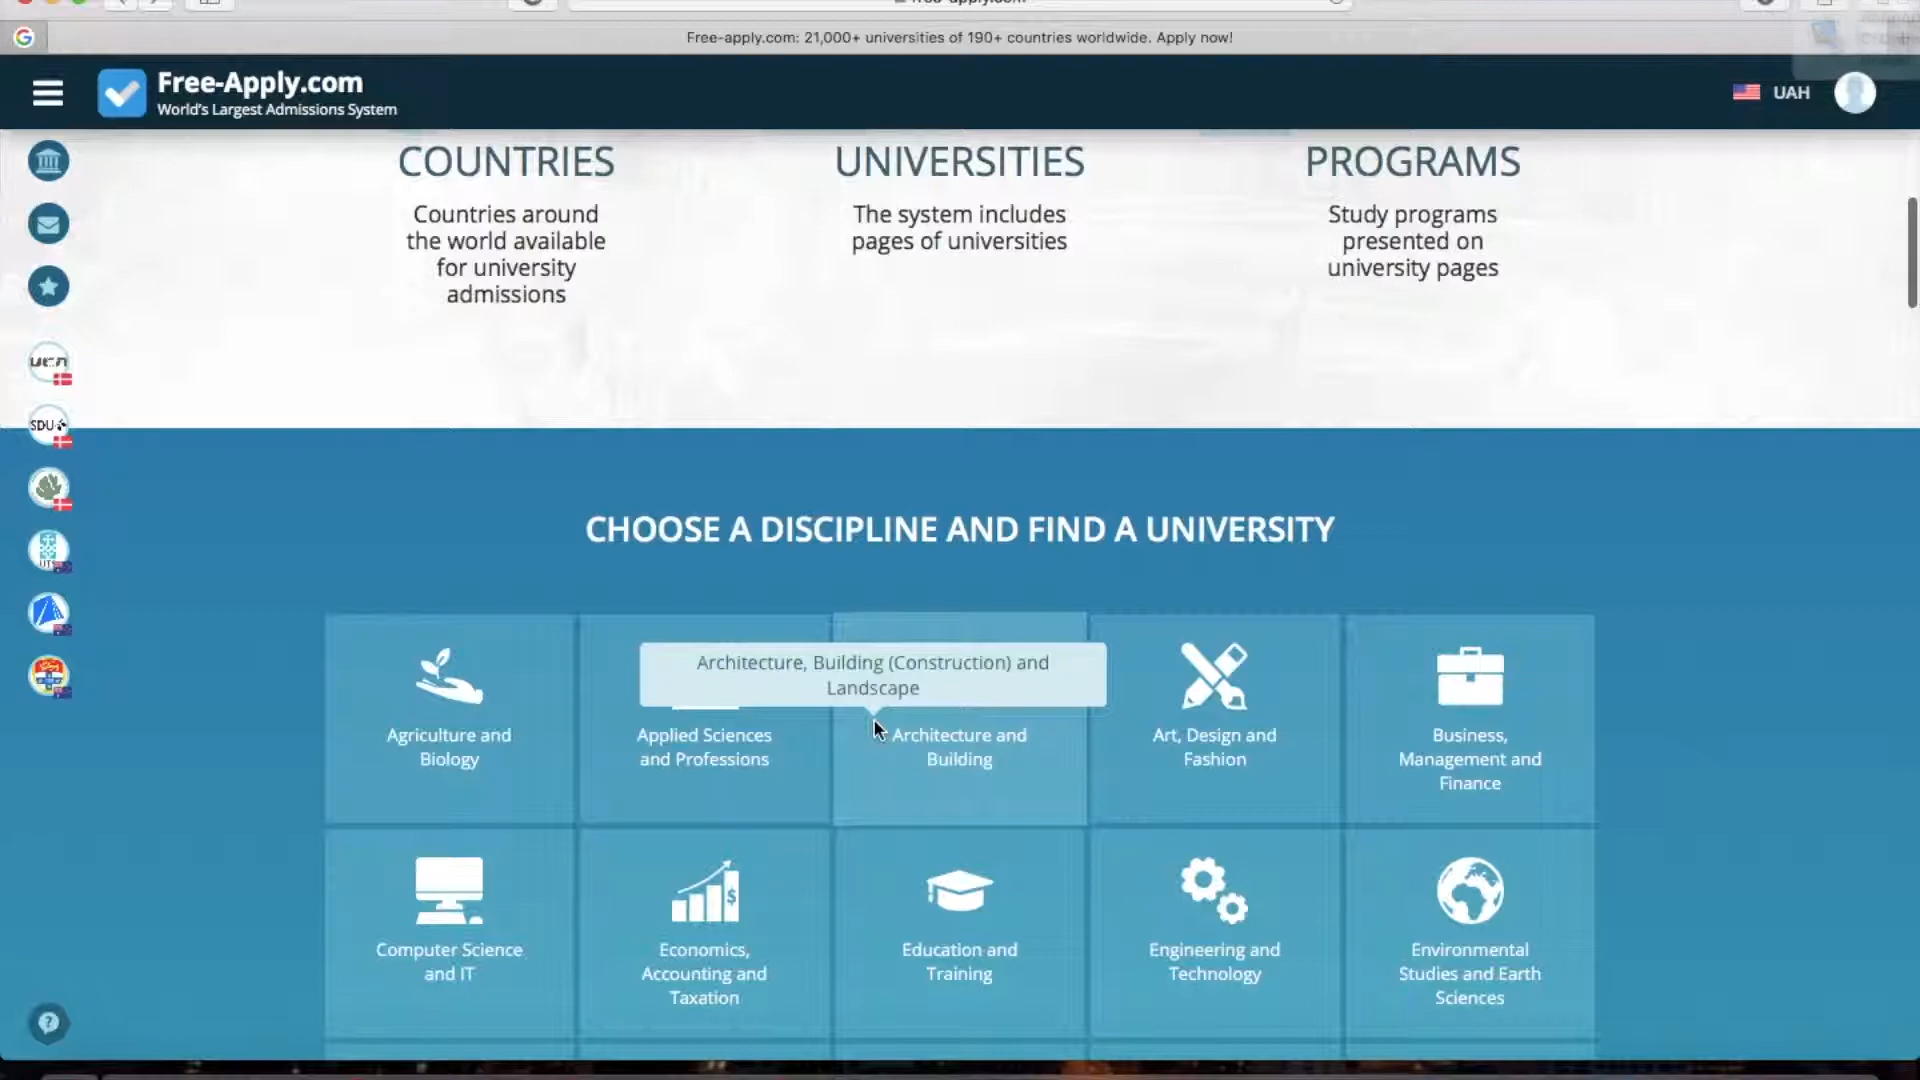 Free-apply.com: 21,000+ universities of 190+ countries worldwide. Apply now!
Free-Apply.com
World's Largest Admissions System
UAH
COUNTRIES
UNIVERSITIES
PROGRAMS
Countries around
the world available
for university
admissions
The system includes
pages of universities
Study programs
presented on
university pages
ucn
SDU
UTS
CHOOSE A DISCIPLINE AND FIND A UNIVERSITY
Architecture, Building (Construction) and
Landscape
Agriculture and
Biology
Applied Sciences
and Professions
Architecture and
Building
Art, Design and
Fashion
Business,
Management and
Finance
Computer Science
and IT
Economics,
Accounting and
Taxation
Education and
Training
Engineering and
Technology
Environmental
Studies and Earth
Sciences